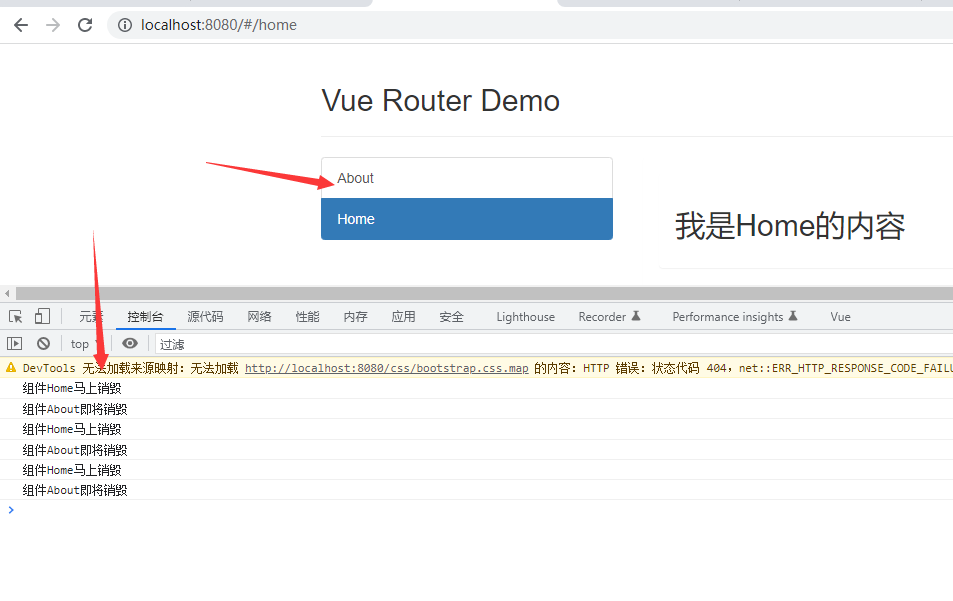 localhost:8080/#/home
Vue Router Demo
About
Home
我是Home的内容
元素 控制台 源代码 网络 性能 内存 应用 安全 Lighthouse Recorder Performance insights Vue
top 过滤
DevTools 无法加载来源映射: 无法加载 http://localhost:8080/css/bootstrap.css.map 的内容: HTTP 错误: 状态代码 404, net::ERR_HTTP_RESPONSE_CODE_FAILU
组件Home马上销毁
组件About即将销毁
组件Home马上销毁
组件About即将销毁
组件Home马上销毁
组件About即将销毁